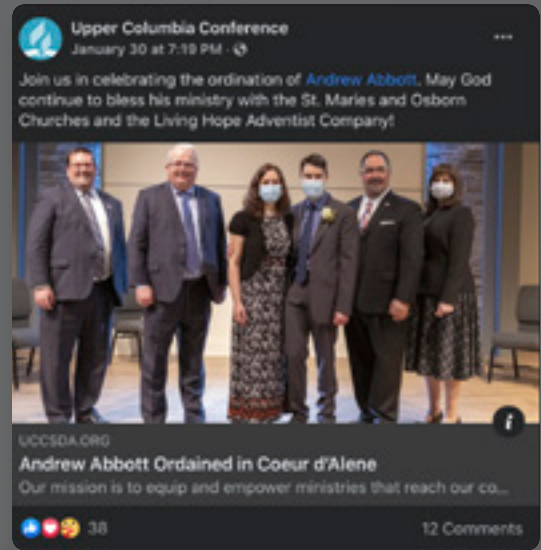 Upper Columbia Conference
January 30 at 7:19 PM ·
Join us in celebrating the ordination of Andrew Abbott. May God
continue to bless his ministry with the St. Maries and Osborn
Churches and the Living Hope Adventist Company!
i
UCCSDA.ORG
Andrew Abbott Ordained in Coeur d'Alene
Our mission is to equip and empower ministries that reach our co...
38
12 Comments